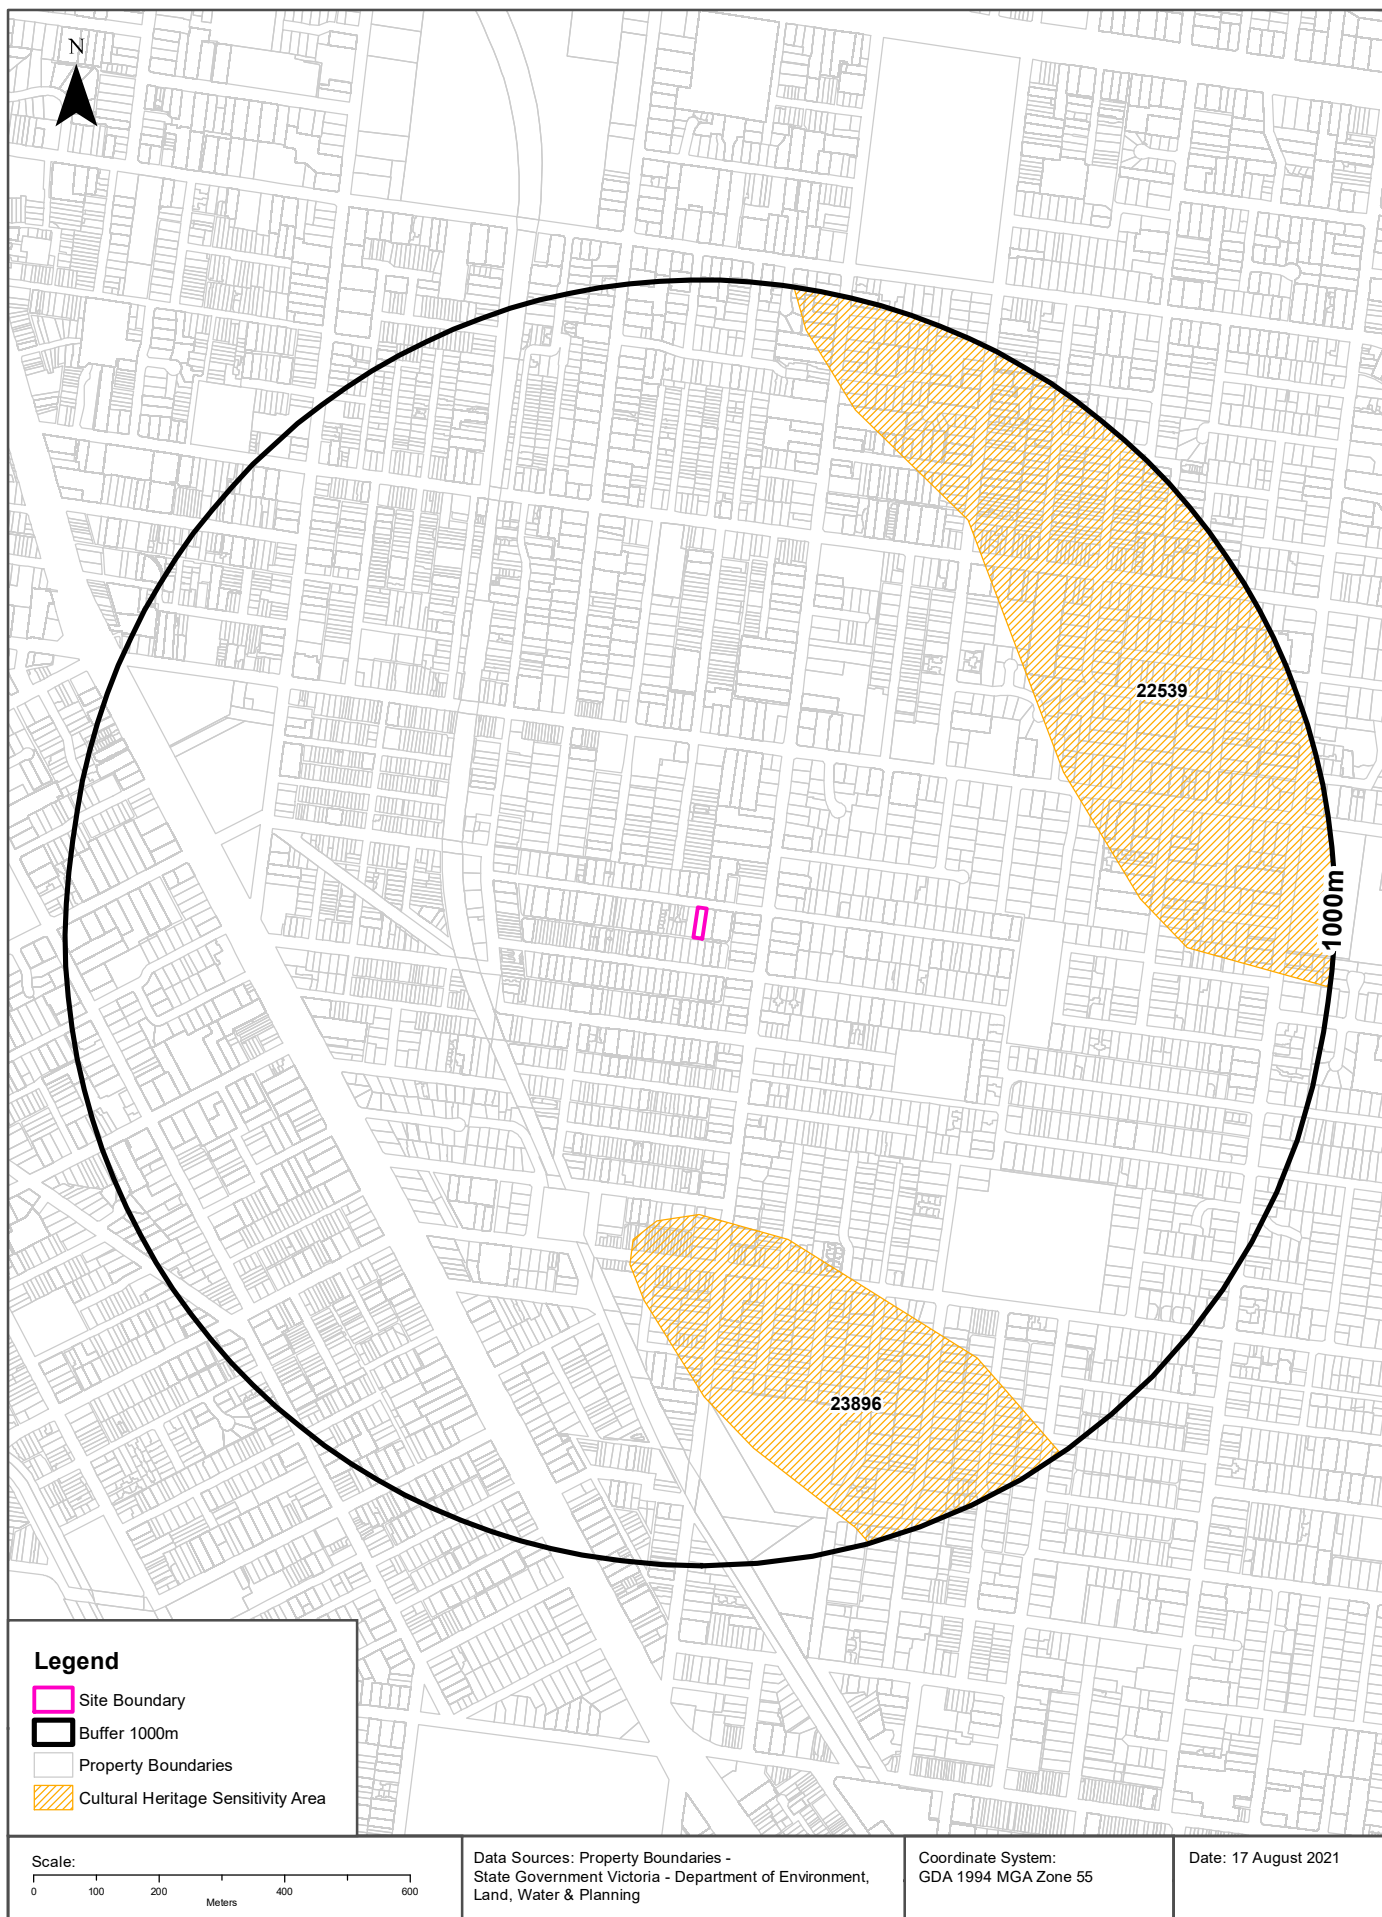 N
22539
1000m
23896
Legend
Site Boundary
Buffer 1000m
Property Boundaries
Cultural Heritage Sensitivity Area
Scale:
0 100 200 400 600
Meters
Data Sources: Property Boundaries -
State Government Victoria - Department of Environment,
Land, Water & Planning
Coordinate System:
GDA 1994 MGA Zone 55
Date: 17 August 2021